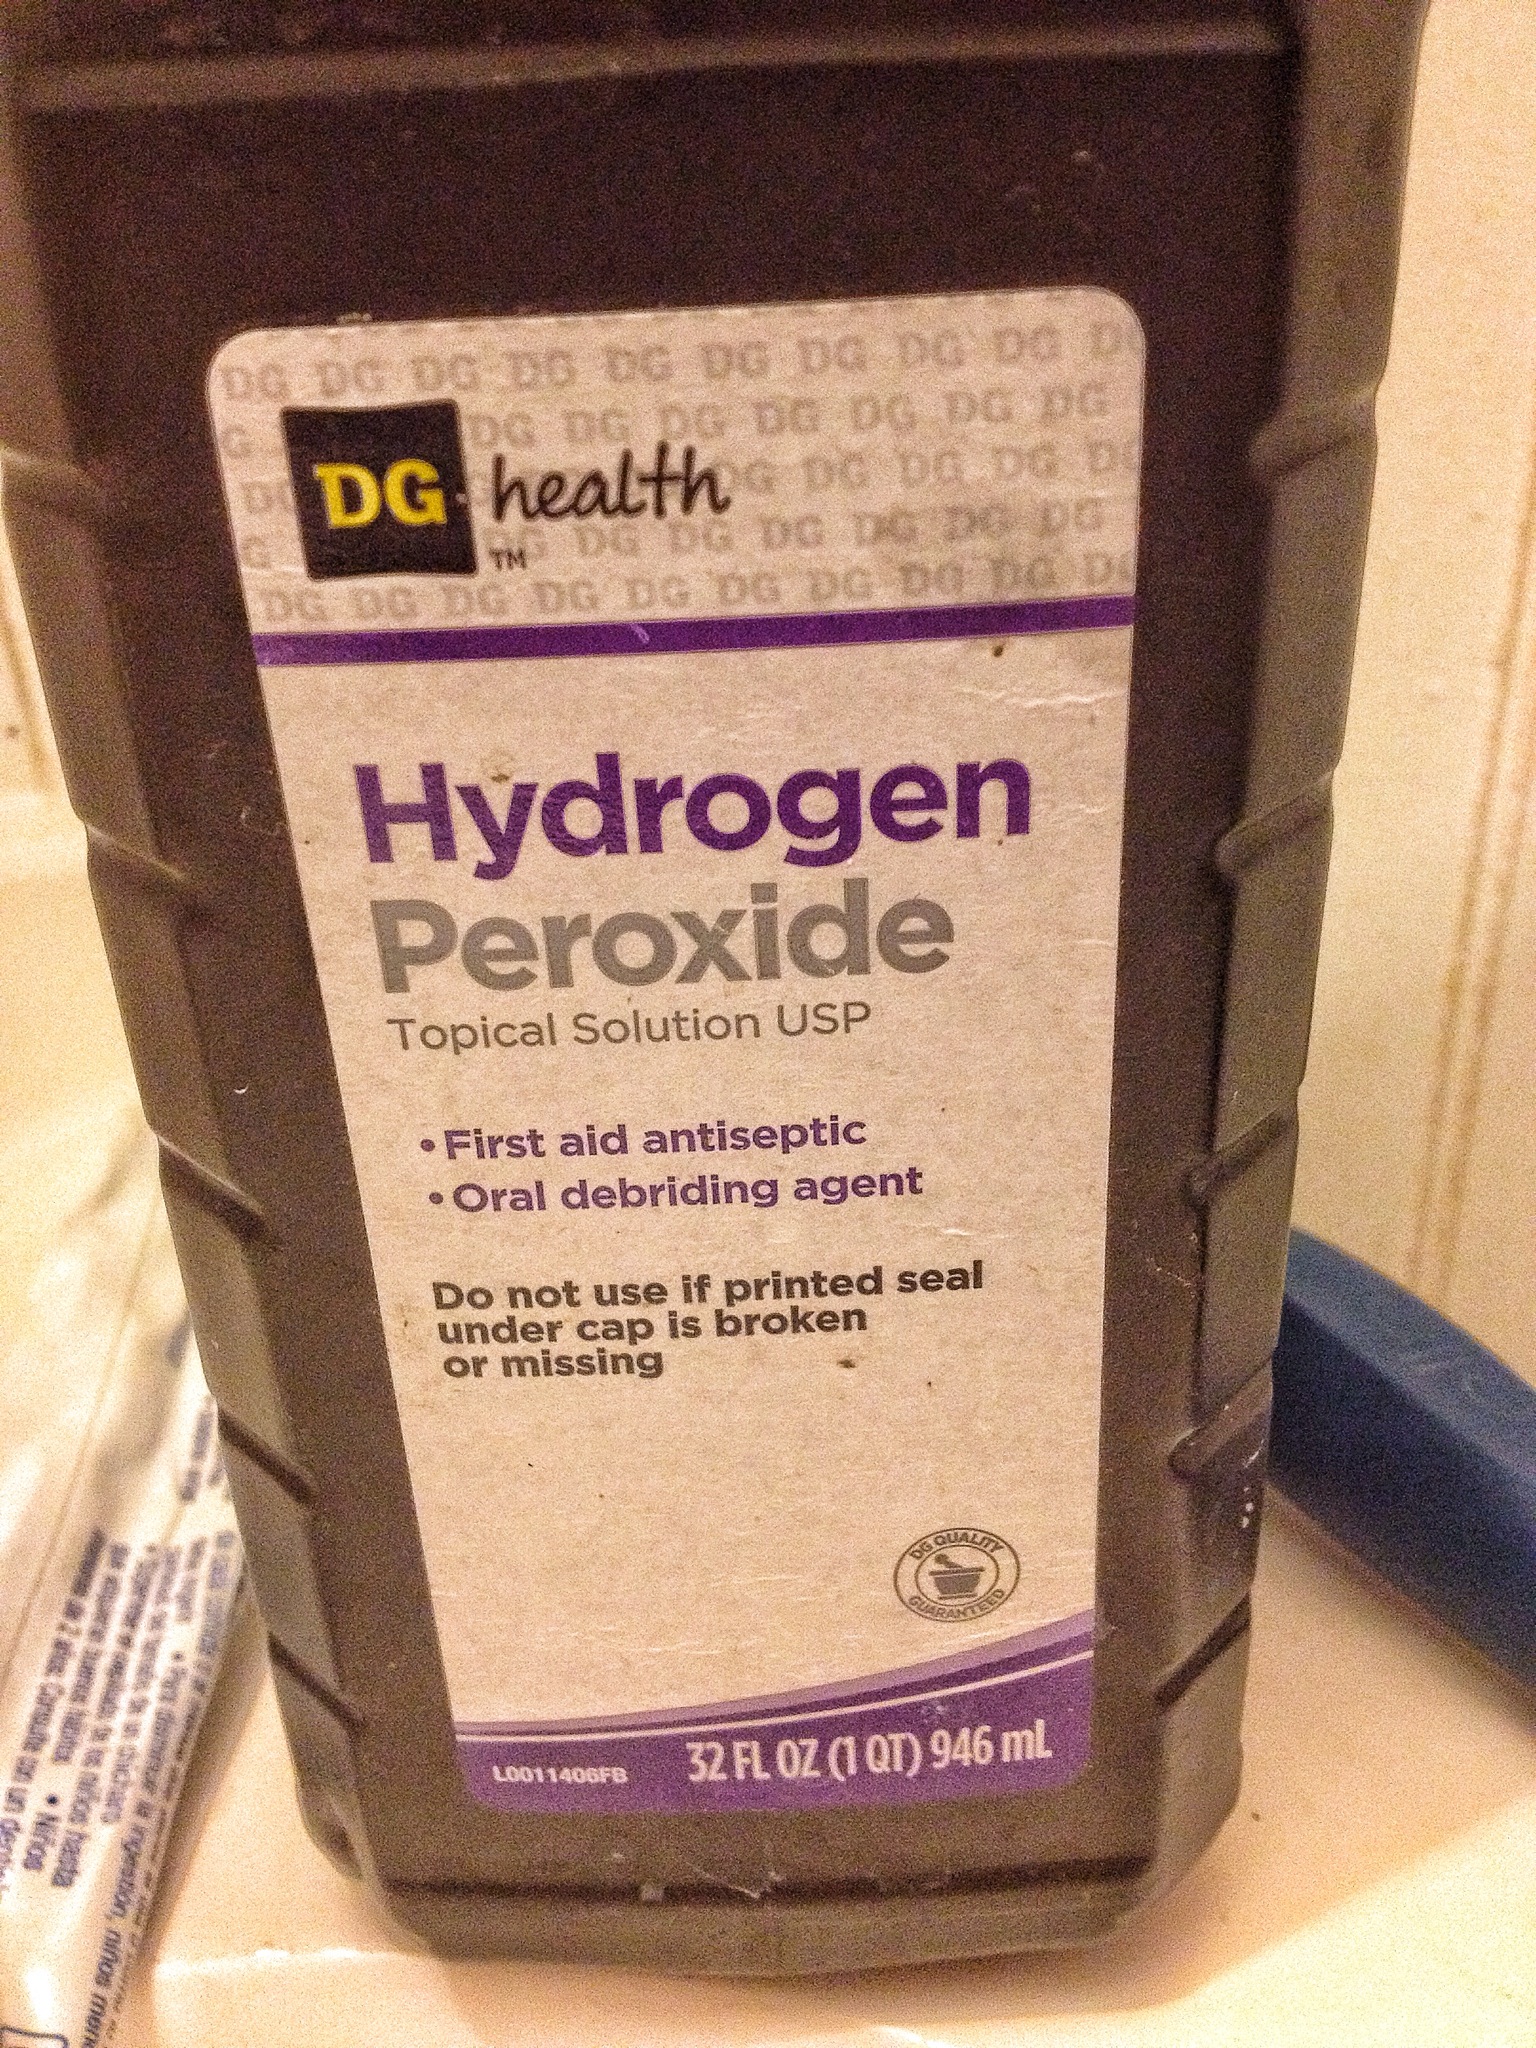 DG health
TM
Hydrogen
Peroxide
Topical Solution USP
• First aid antiseptic
• Oral debriding agent
Do not use if printed seal
under cap is broken
or missing
DG QUALITY
GUARANTEED
L0011406FB
32 FL OZ (1 QT) 946 mL
• Niños